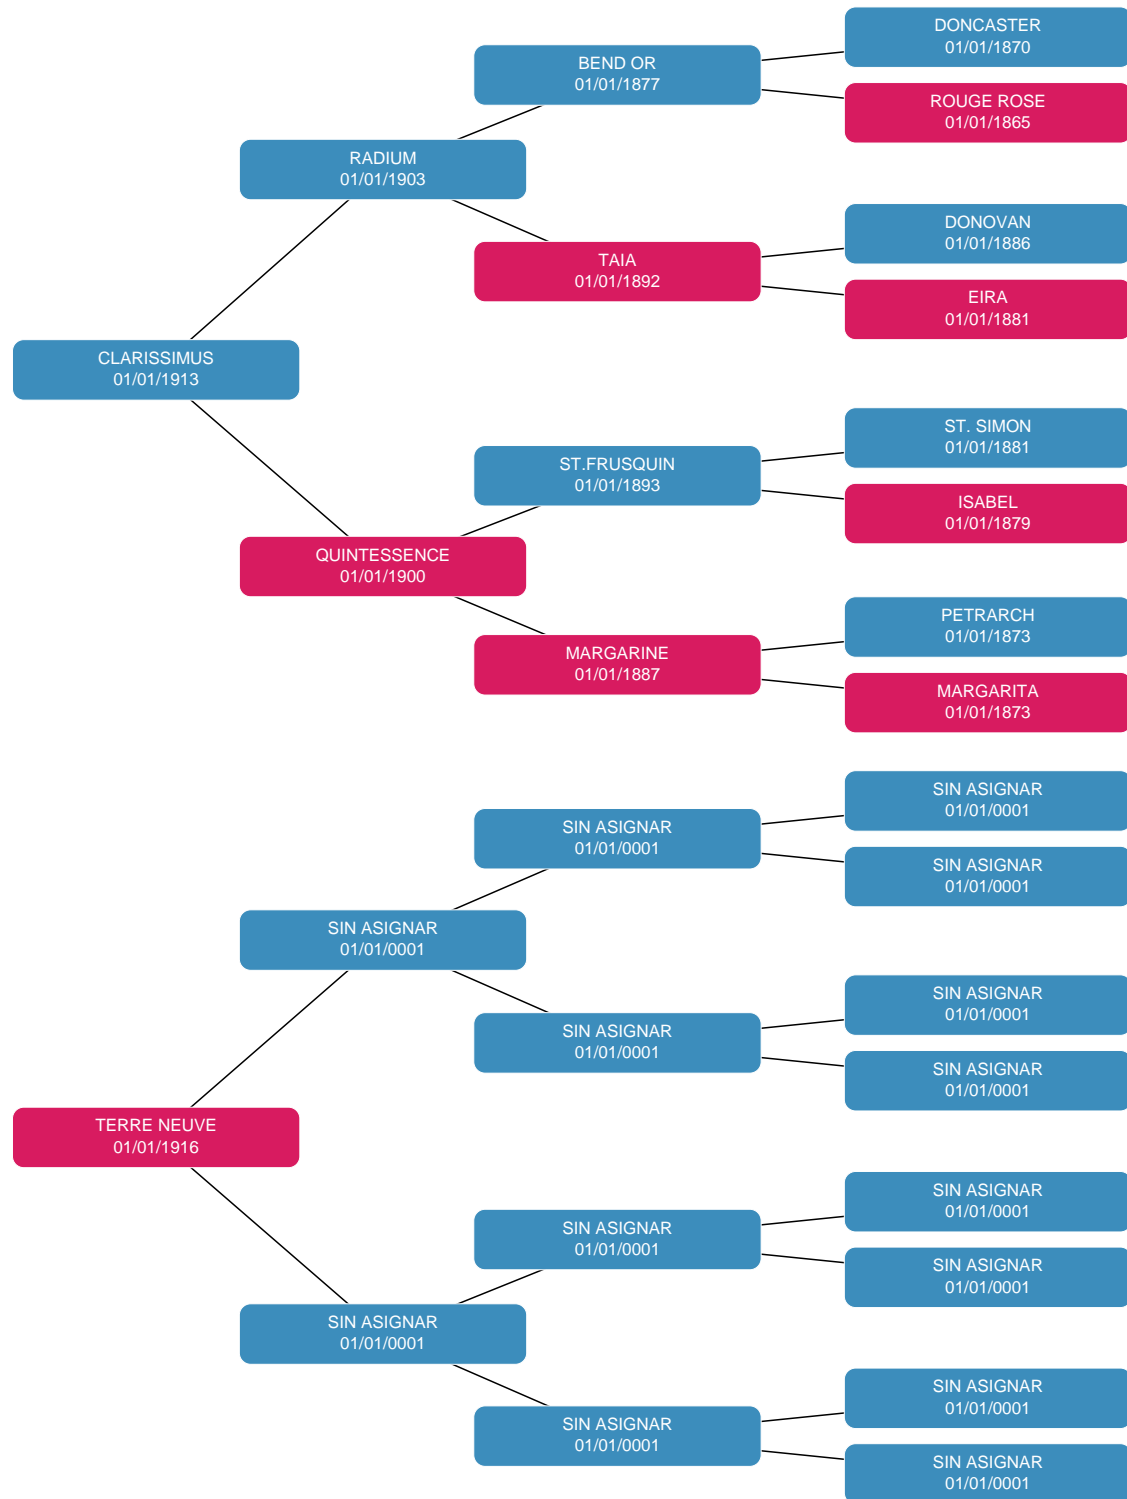 DONCASTER
01/01/1870
BEND OR
01/01/1877
ROUGE ROSE
01/01/1865
RADIUM
01/01/1903
DONOVAN
01/01/1886
TAIA
01/01/1892
EIRA
01/01/1881
CLARISSIMUS
01/01/1913
ST. SIMON
01/01/1881
ST.FRUSQUIN
01/01/1893
ISABEL
01/01/1879
QUINTESSENCE
01/01/1900
PETRARCH
01/01/1873
MARGARINE
01/01/1887
MARGARITA
01/01/1873
SIN ASIGNAR
01/01/0001
SIN ASIGNAR
01/01/0001
SIN ASIGNAR
01/01/0001
SIN ASIGNAR
01/01/0001
SIN ASIGNAR
01/01/0001
SIN ASIGNAR
01/01/0001
SIN ASIGNAR
01/01/0001
TERRE NEUVE
01/01/1916
SIN ASIGNAR
01/01/0001
SIN ASIGNAR
01/01/0001
SIN ASIGNAR
01/01/0001
SIN ASIGNAR
01/01/0001
SIN ASIGNAR
01/01/0001
SIN ASIGNAR
01/01/0001
SIN ASIGNAR
01/01/0001